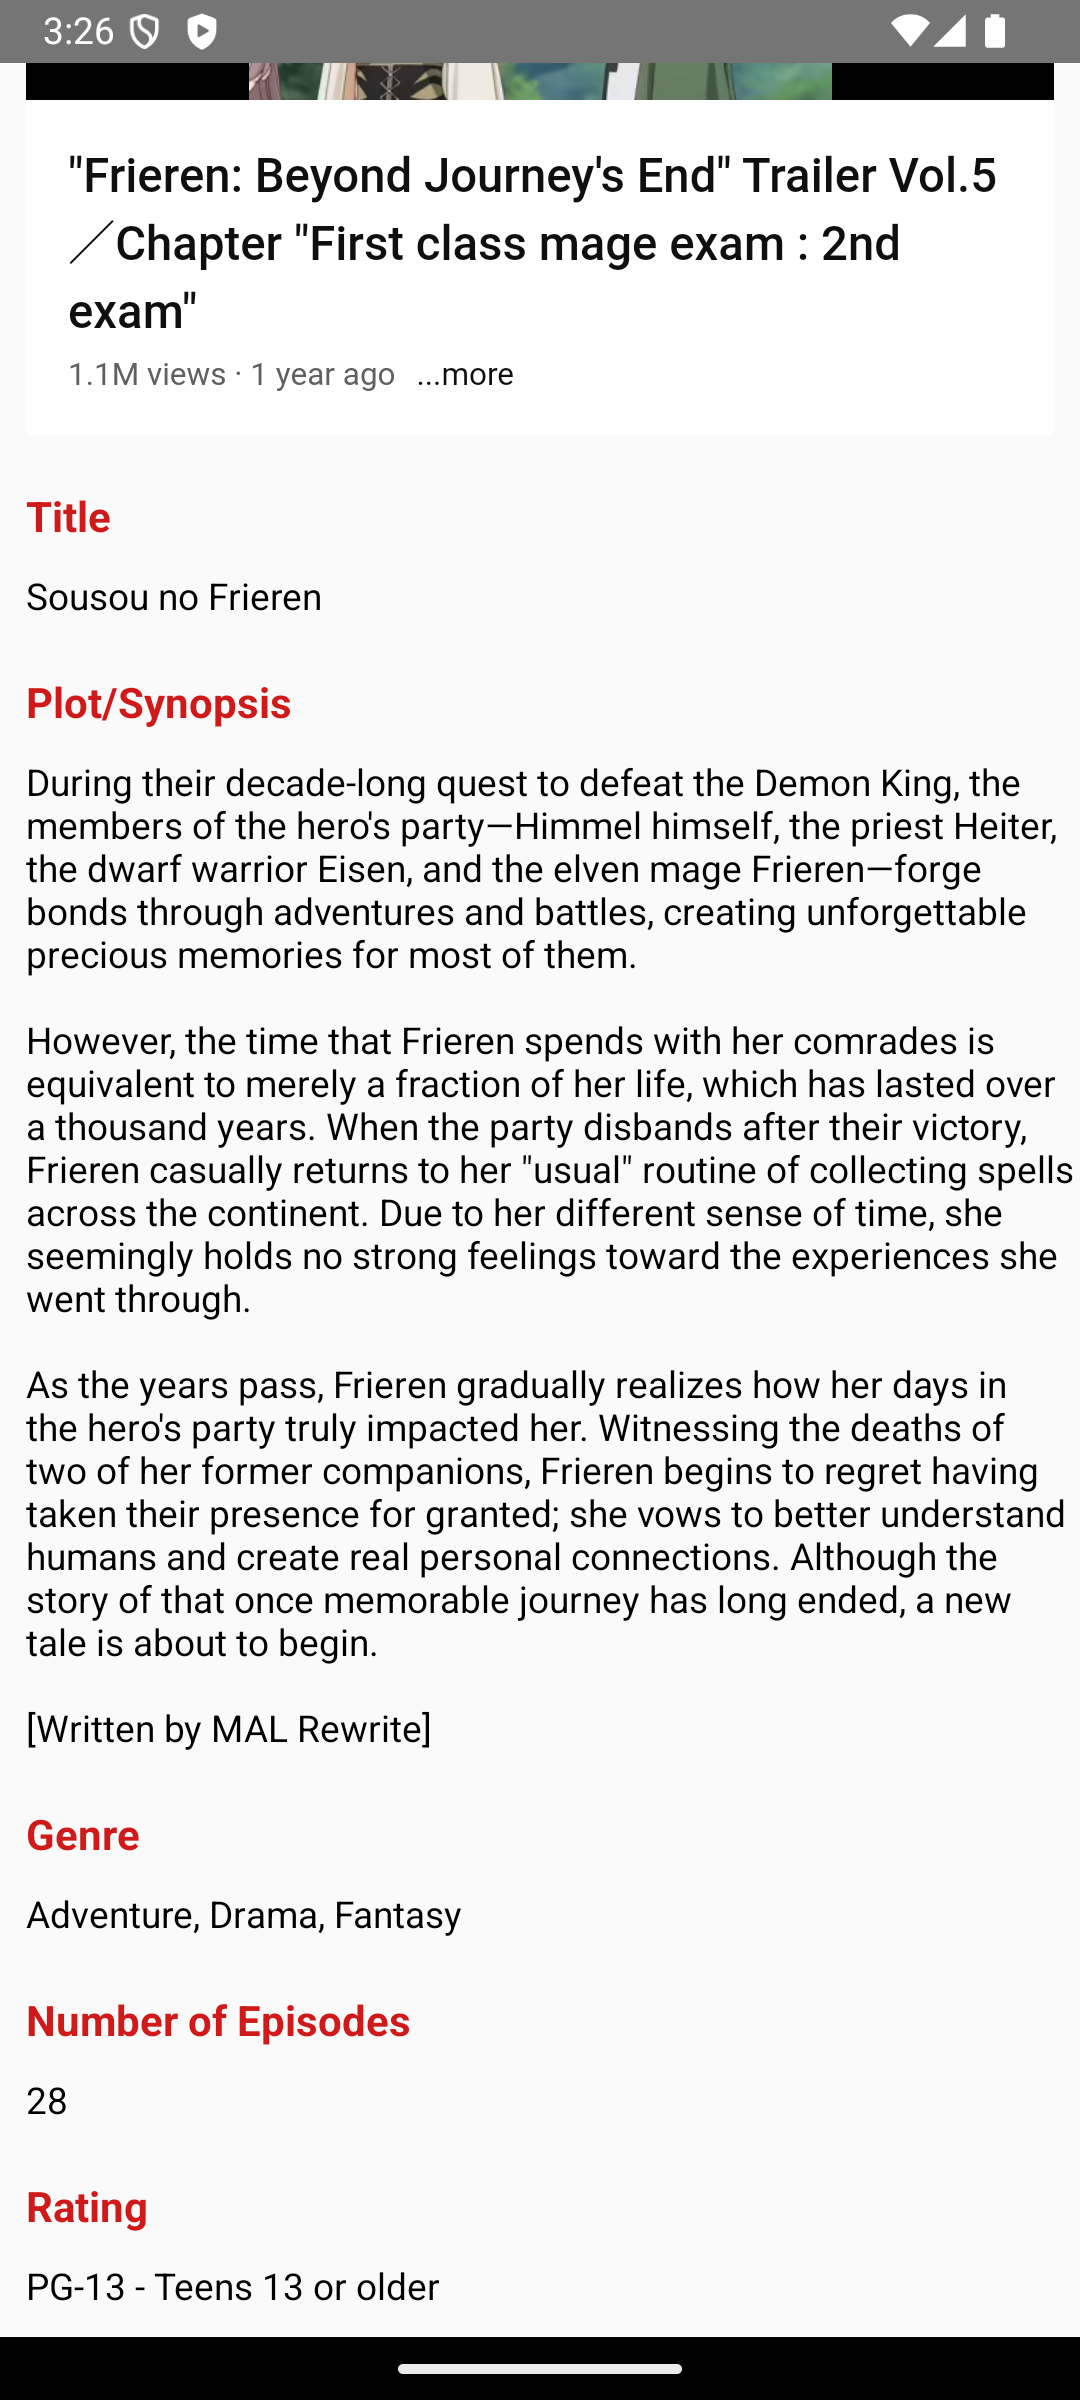 3:26
"Frieren: Beyond Journey's End" Trailer Vol.5
／Chapter "First class mage exam : 2nd
exam"
1.1M views · 1 year ago ...more
Title
Sousou no Frieren
Plot/Synopsis
During their decade-long quest to defeat the Demon King, the
members of the hero's party—Himmel himself, the priest Heiter,
the dwarf warrior Eisen, and the elven mage Frieren—forge
bonds through adventures and battles, creating unforgettable
precious memories for most of them.
However, the time that Frieren spends with her comrades is
equivalent to merely a fraction of her life, which has lasted over
a thousand years. When the party disbands after their victory,
Frieren casually returns to her "usual" routine of collecting spells
across the continent. Due to her different sense of time, she
seemingly holds no strong feelings toward the experiences she
went through.
As the years pass, Frieren gradually realizes how her days in
the hero's party truly impacted her. Witnessing the deaths of
two of her former companions, Frieren begins to regret having
taken their presence for granted; she vows to better understand
humans and create real personal connections. Although the
story of that once memorable journey has long ended, a new
tale is about to begin.
[Written by MAL Rewrite]
Genre
Adventure, Drama, Fantasy
Number of Episodes
28
Rating
PG-13 - Teens 13 or older